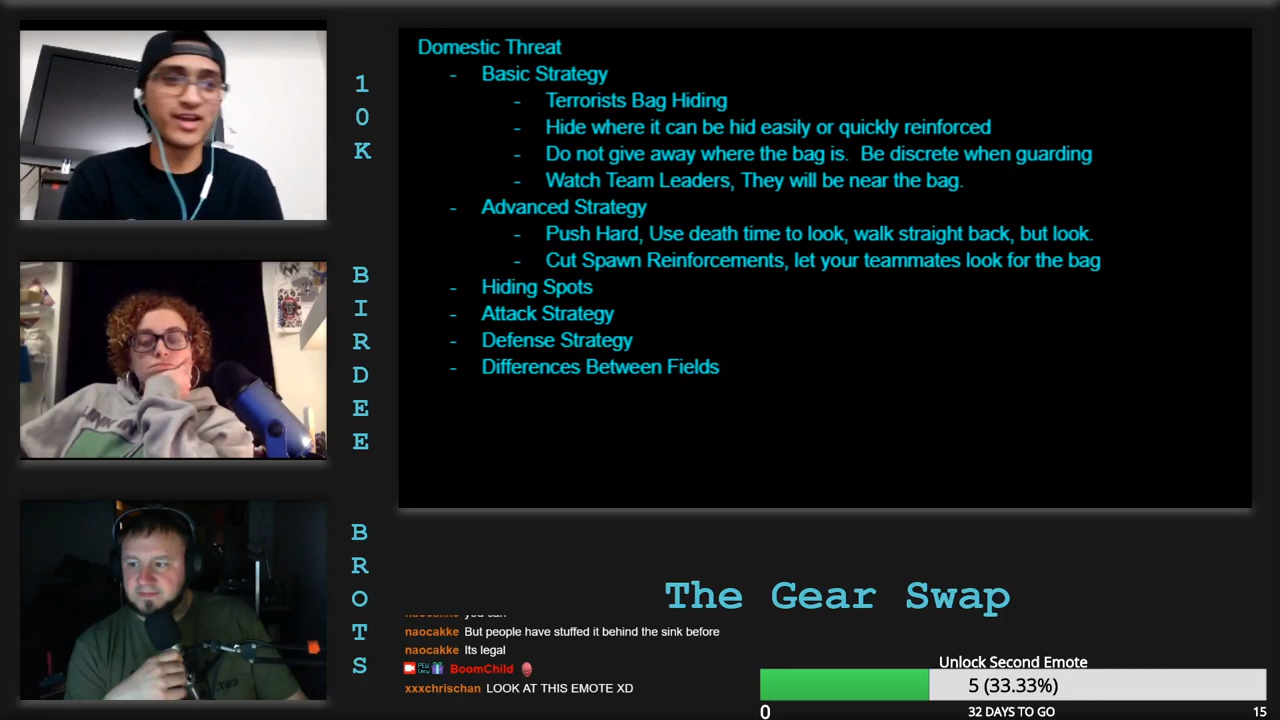 10K
BIRDEE
BROTS
Domestic Threat
- Basic Strategy
- Terrorists Bag Hiding
- Hide where it can be hid easily or quickly reinforced
- Do not give away where the bag is. Be discrete when guarding
- Watch Team Leaders, They will be near the bag.
- Advanced Strategy
- Push Hard, Use death time to look, walk straight back, but look.
- Cut Spawn Reinforcements, let your teammates look for the bag
- Hiding Spots
- Attack Strategy
- Defense Strategy
- Differences Between Fields
The Gear Swap
naocakke But people have stuffed it behind the sink before
naocakke Its legal
BoomChild
xxxchrischan LOOK AT THIS EMOTE XD
Unlock Second Emote
5 (33.33%)
0 32 DAYS TO GO 15